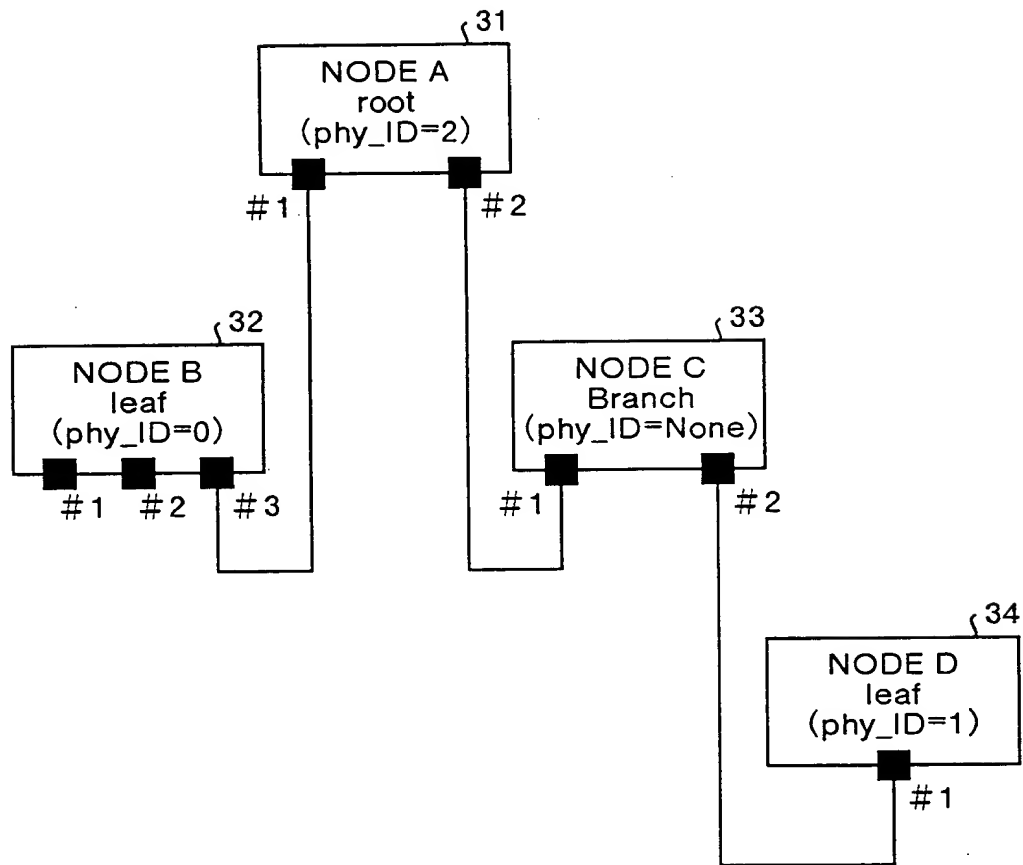 31
NODE A
root
(phy_ID=2)
#1
#2
32
NODE B
leaf
(phy_ID=0)
#1
#2
#3
33
NODE C
Branch
(phy_ID=None)
#1
#2
34
NODE D
leaf
(phy_ID=1)
#1